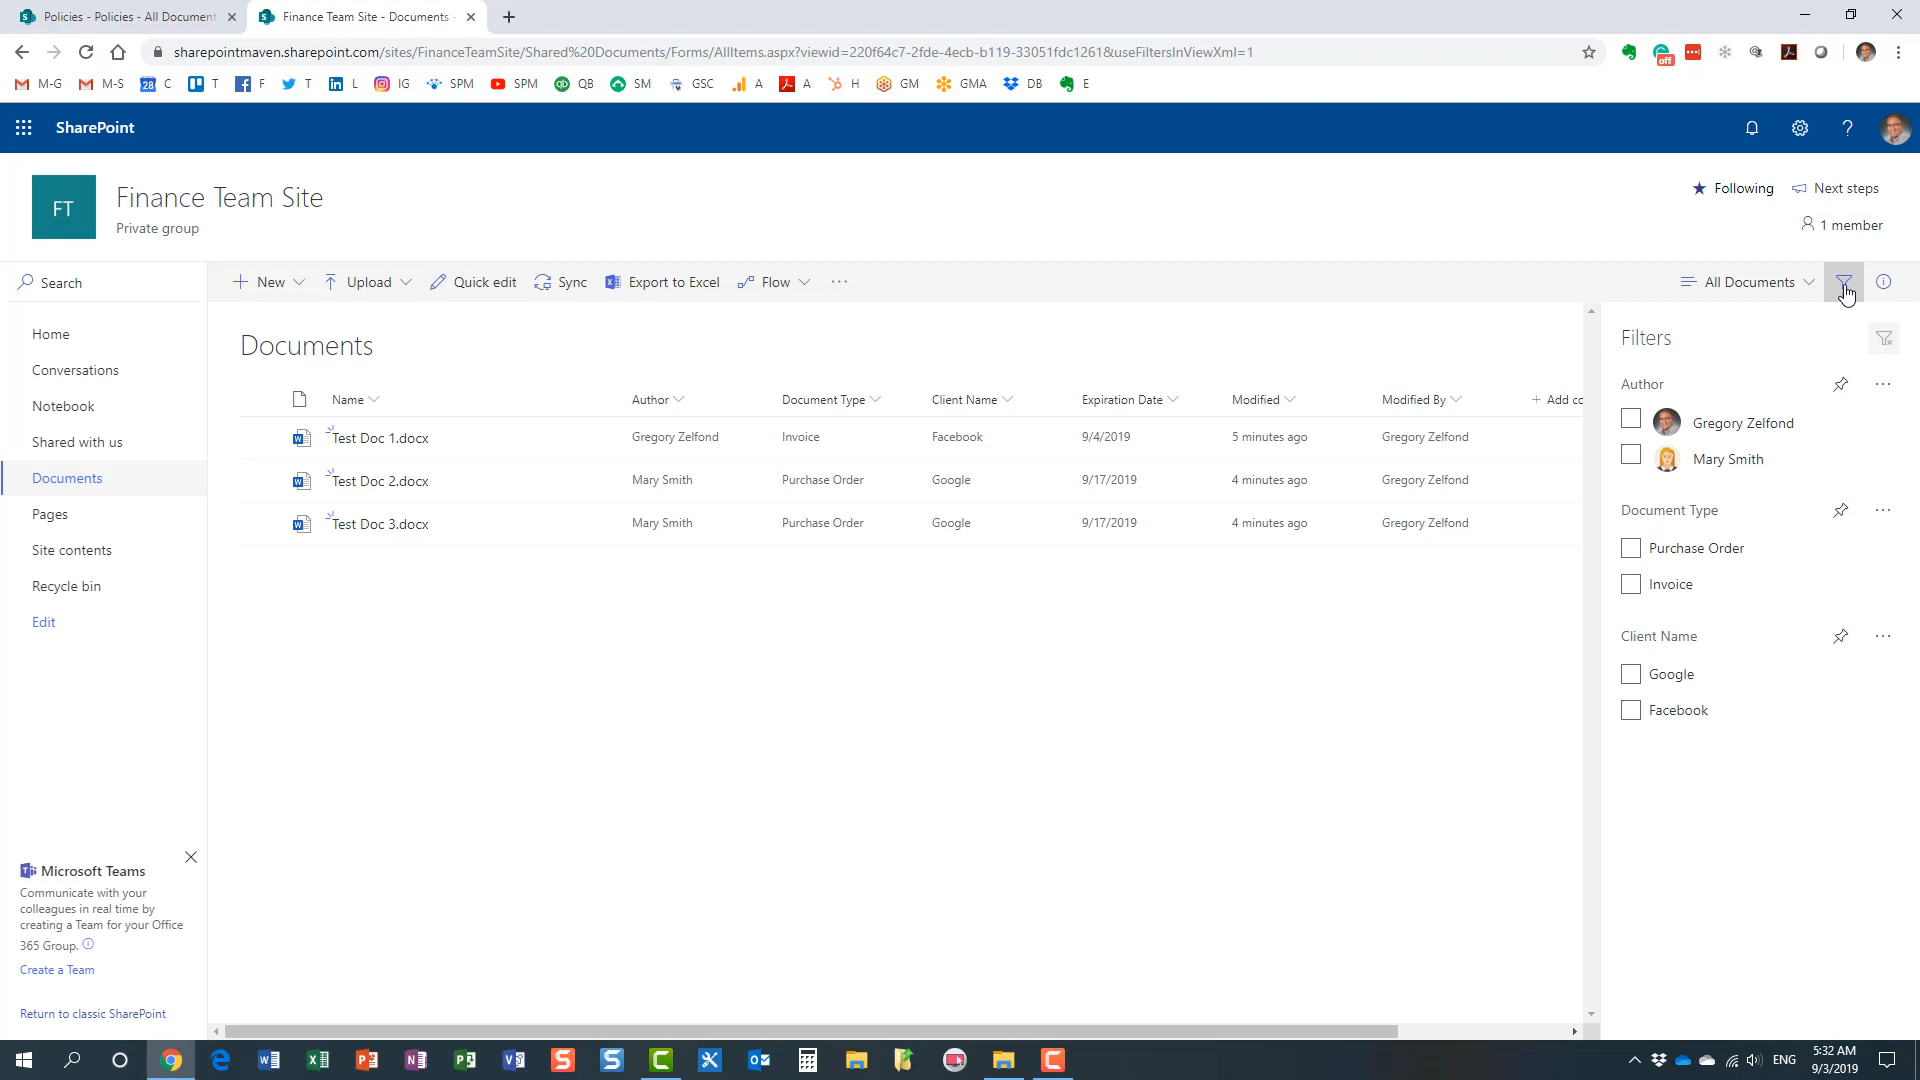 Policies - Policies - All Document
Finance Team Site - Documents -
sharepointmaven.sharepoint.com/sites/FinanceTeamSite/Shared%20Documents/Forms/AllItems.aspx?viewid=220f64c7-2fde-4ecb-b119-33051fdc1261&useFiltersInViewXml=1
off
M-G M-S 28 C T F T L IG SPM SPM QB SM GSC A A H GM GMA DB E
SharePoint
FT
Finance Team Site
Private group
Following Next steps
1 member
Search
New Upload Quick edit Sync Export to Excel Flow ...
All Documents
Home
Conversations
Notebook
Shared with us
Documents
Pages
Site contents
Recycle bin
Edit
Microsoft Teams
Communicate with your
colleagues in real time by
creating a Team for your Office
365 Group.
Create a Team
Return to classic SharePoint
Documents
Name Author Document Type Client Name Expiration Date Modified Modified By + Add co
Test Doc 1.docx Gregory Zelfond Invoice Facebook 9/4/2019 5 minutes ago Gregory Zelfond
Test Doc 2.docx Mary Smith Purchase Order Google 9/17/2019 4 minutes ago Gregory Zelfond
Test Doc 3.docx Mary Smith Purchase Order Google 9/17/2019 4 minutes ago Gregory Zelfond
Filters
Author
Gregory Zelfond
Mary Smith
Document Type
Purchase Order
Invoice
Client Name
Google
Facebook
ENG
5:32 AM
9/3/2019